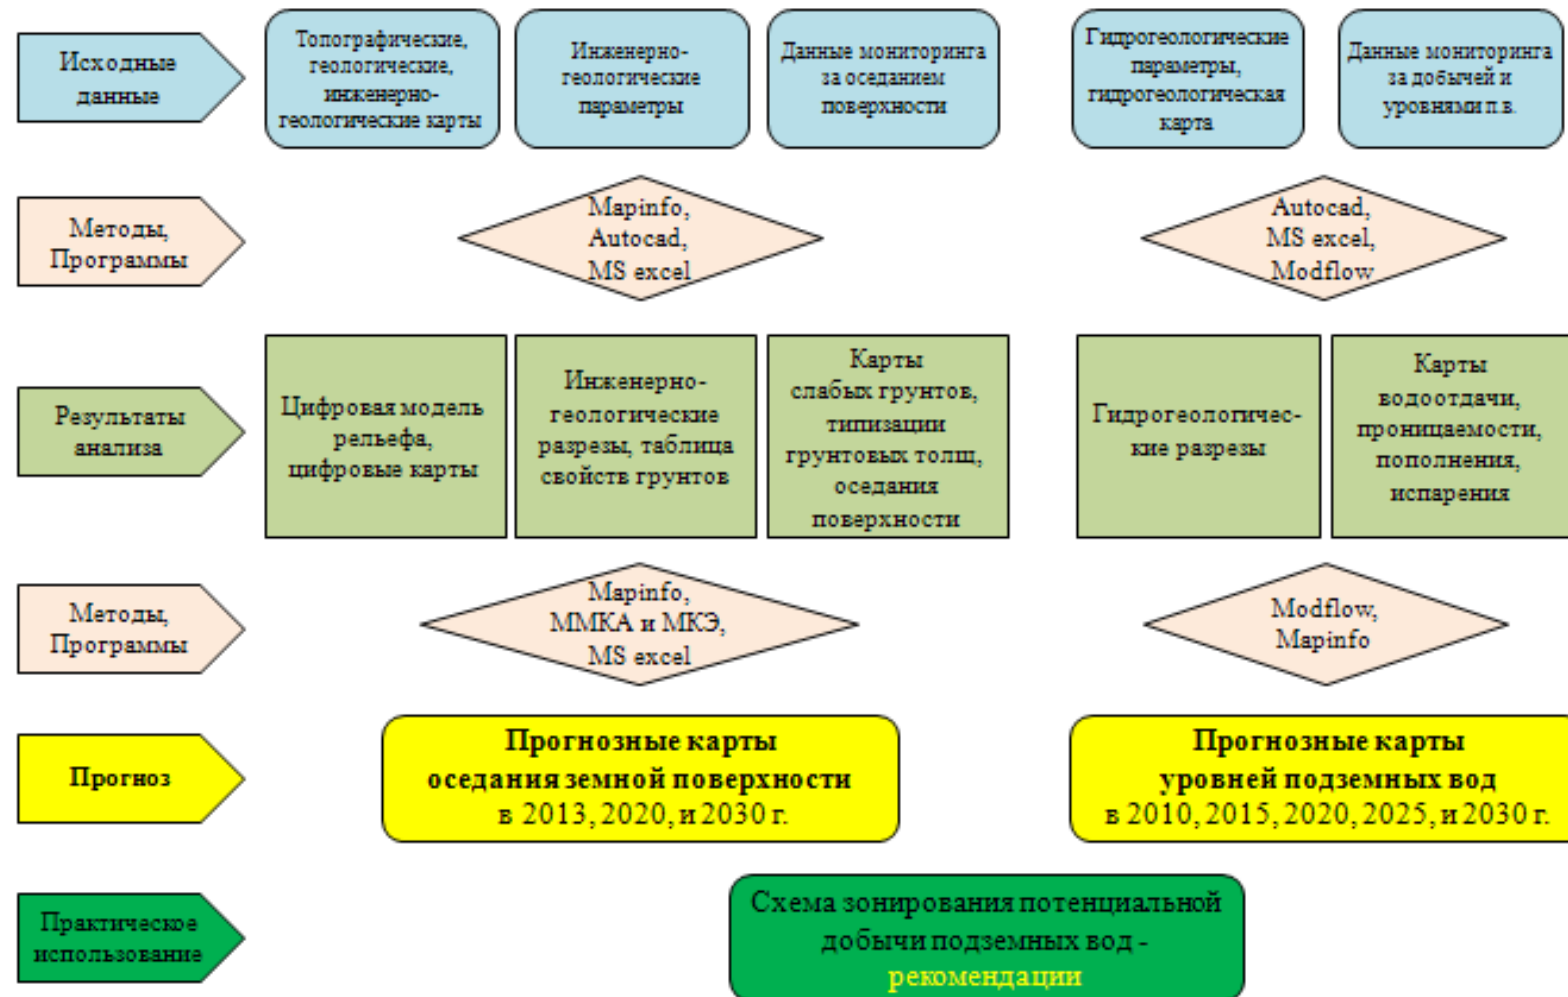 Исходные
данные
Топографические,
геологические,
инженерно-
геологические карты
Инженерно-
геологические
параметры
Данные мониторинга
за оседанием
поверхности
Гидрогеологические
параметры,
гидрогеологическая
карта
Данные мониторинга
за добычей и
уровнями п.в.
Методы,
Программы
Mapinfo,
Autocad,
MS excel
Autocad,
MS excel,
Modflow
Результаты
анализа
Цифровая модель
рельефа,
цифровые карты
Инженерно-
геологические
разрезы, таблица
свойств грунтов
Карты
слабых грунтов,
типизации
грунтовых толщ,
оседания
поверхности
Гидрогеологичес-
кие разрезы
Карты
водоотдачи,
проницаемости,
пополнения,
испарения
Методы,
Программы
Mapinfo,
ММКА и МКЭ,
MS excel
Modflow,
Mapinfo
Прогноз
Прогнозные карты
оседания земной поверхности
в 2013, 2020, и 2030 г.
Прогнозные карты
уровней подземных вод
в 2010, 2015, 2020, 2025, и 2030 г.
Практическое
использование
Схема зонирования потенциальной
добычи подземных вод -
рекомендации